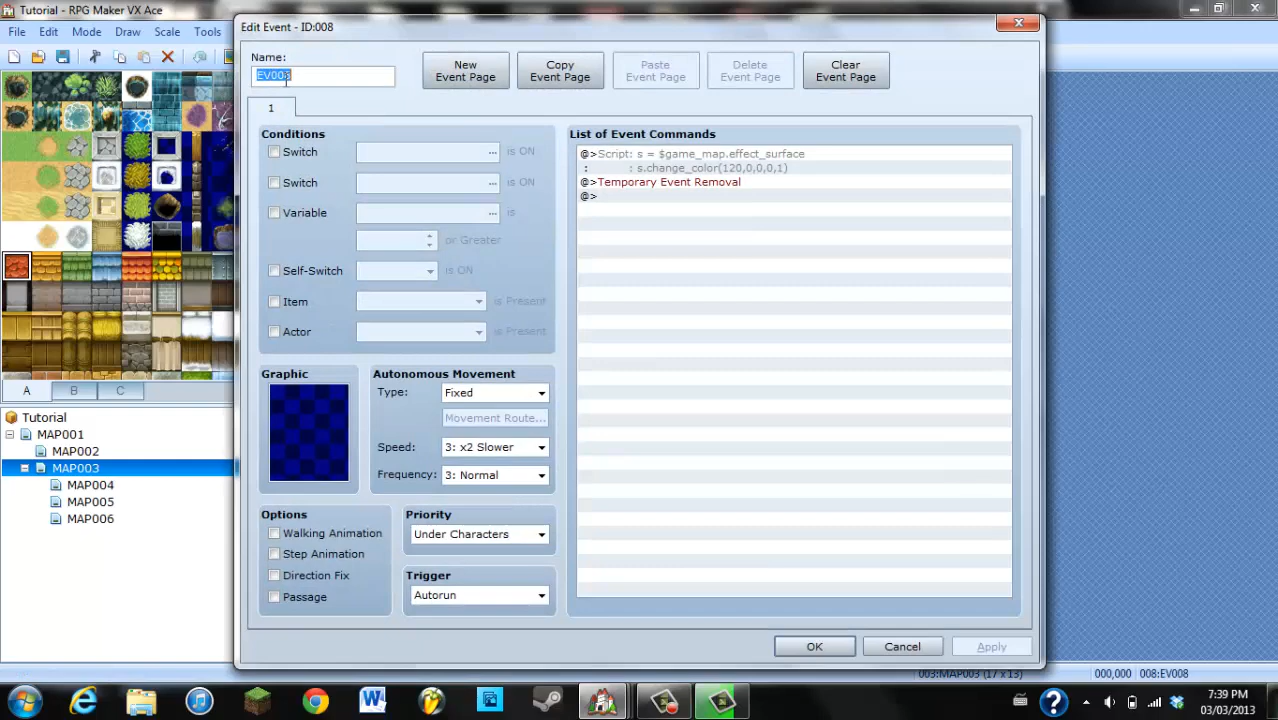 Tutorial - RPG Maker VX Ace
File Edit Mode Draw Scale Tools
Edit Event - ID:008
Name:
EV008
New Event Page
Copy Event Page
Paste Event Page
Delete Event Page
Clear Event Page
1
Conditions
Switch ... is ON
Switch ... is ON
Variable ... is
or Greater
Self-Switch is ON
Item is Present
Actor is Present
Graphic
Autonomous Movement
Type: Fixed
Movement Route...
Speed: 3: x2 Slower
Frequency: 3: Normal
Options
Walking Animation
Step Animation
Direction Fix
Passage
Priority
Under Characters
Trigger
Autorun
List of Event Commands
@>Script: s = $game_map.effect_surface
: : s.change_color(120,0,0,0,1)
@>Temporary Event Removal
@>
OK Cancel Apply
A B C
Tutorial
MAP001
MAP002
MAP003
MAP004
MAP005
MAP006
003:MAP003 (17 x 13) 000,000 008:EV008
7:39 PM
03/03/2013